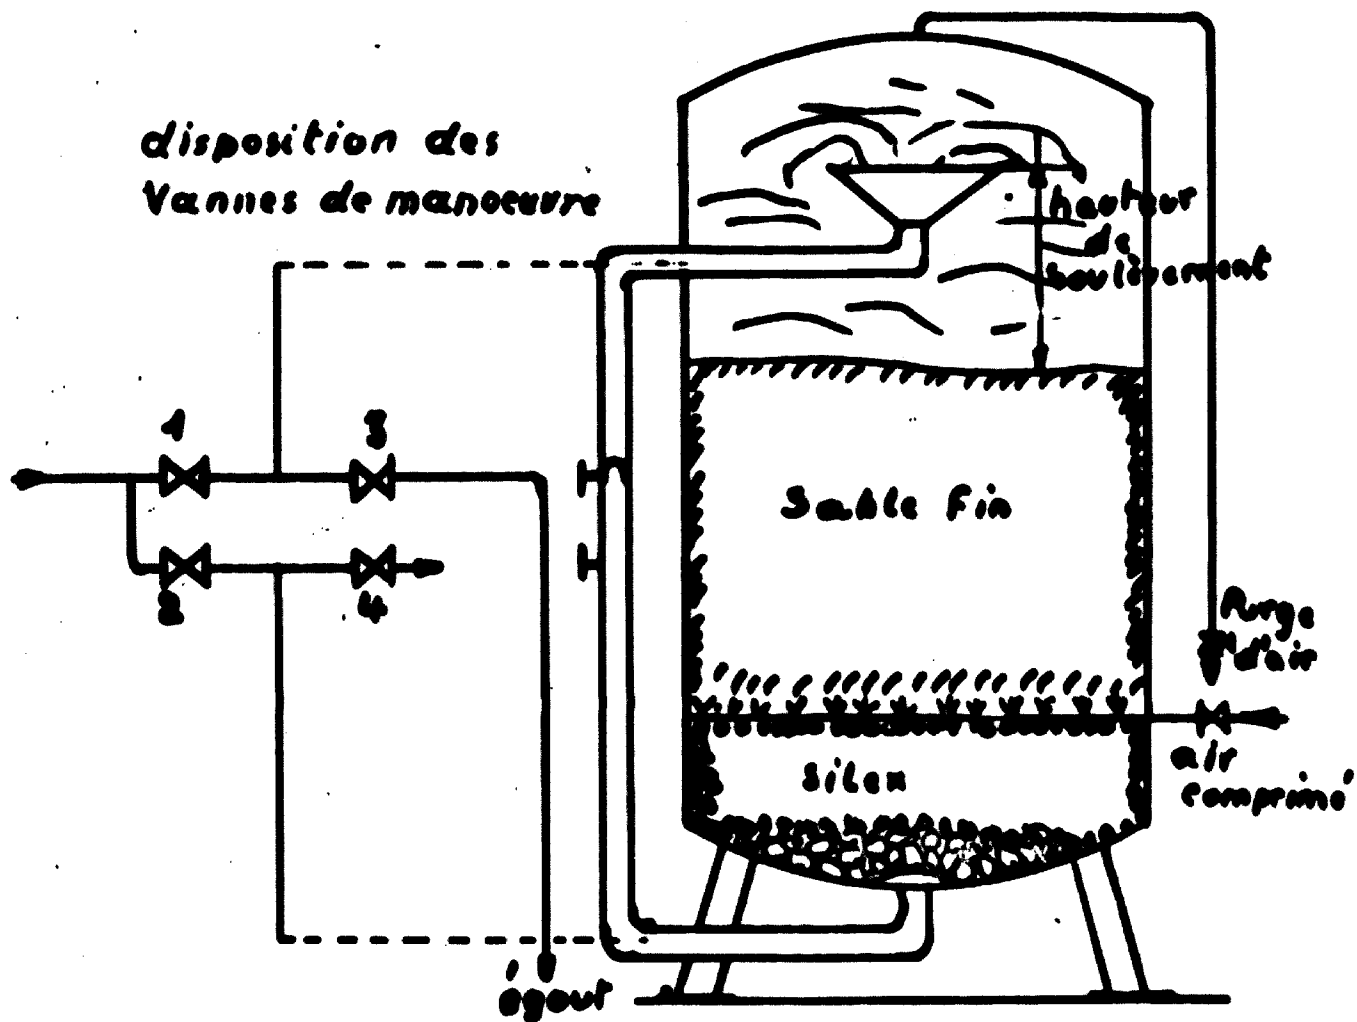 disposition des
Vannes de manoeuvre
hauteur
de
soulèvement
1
3
2
4
Sable Fin
Purge
d'air
silex
air
comprimé
égout